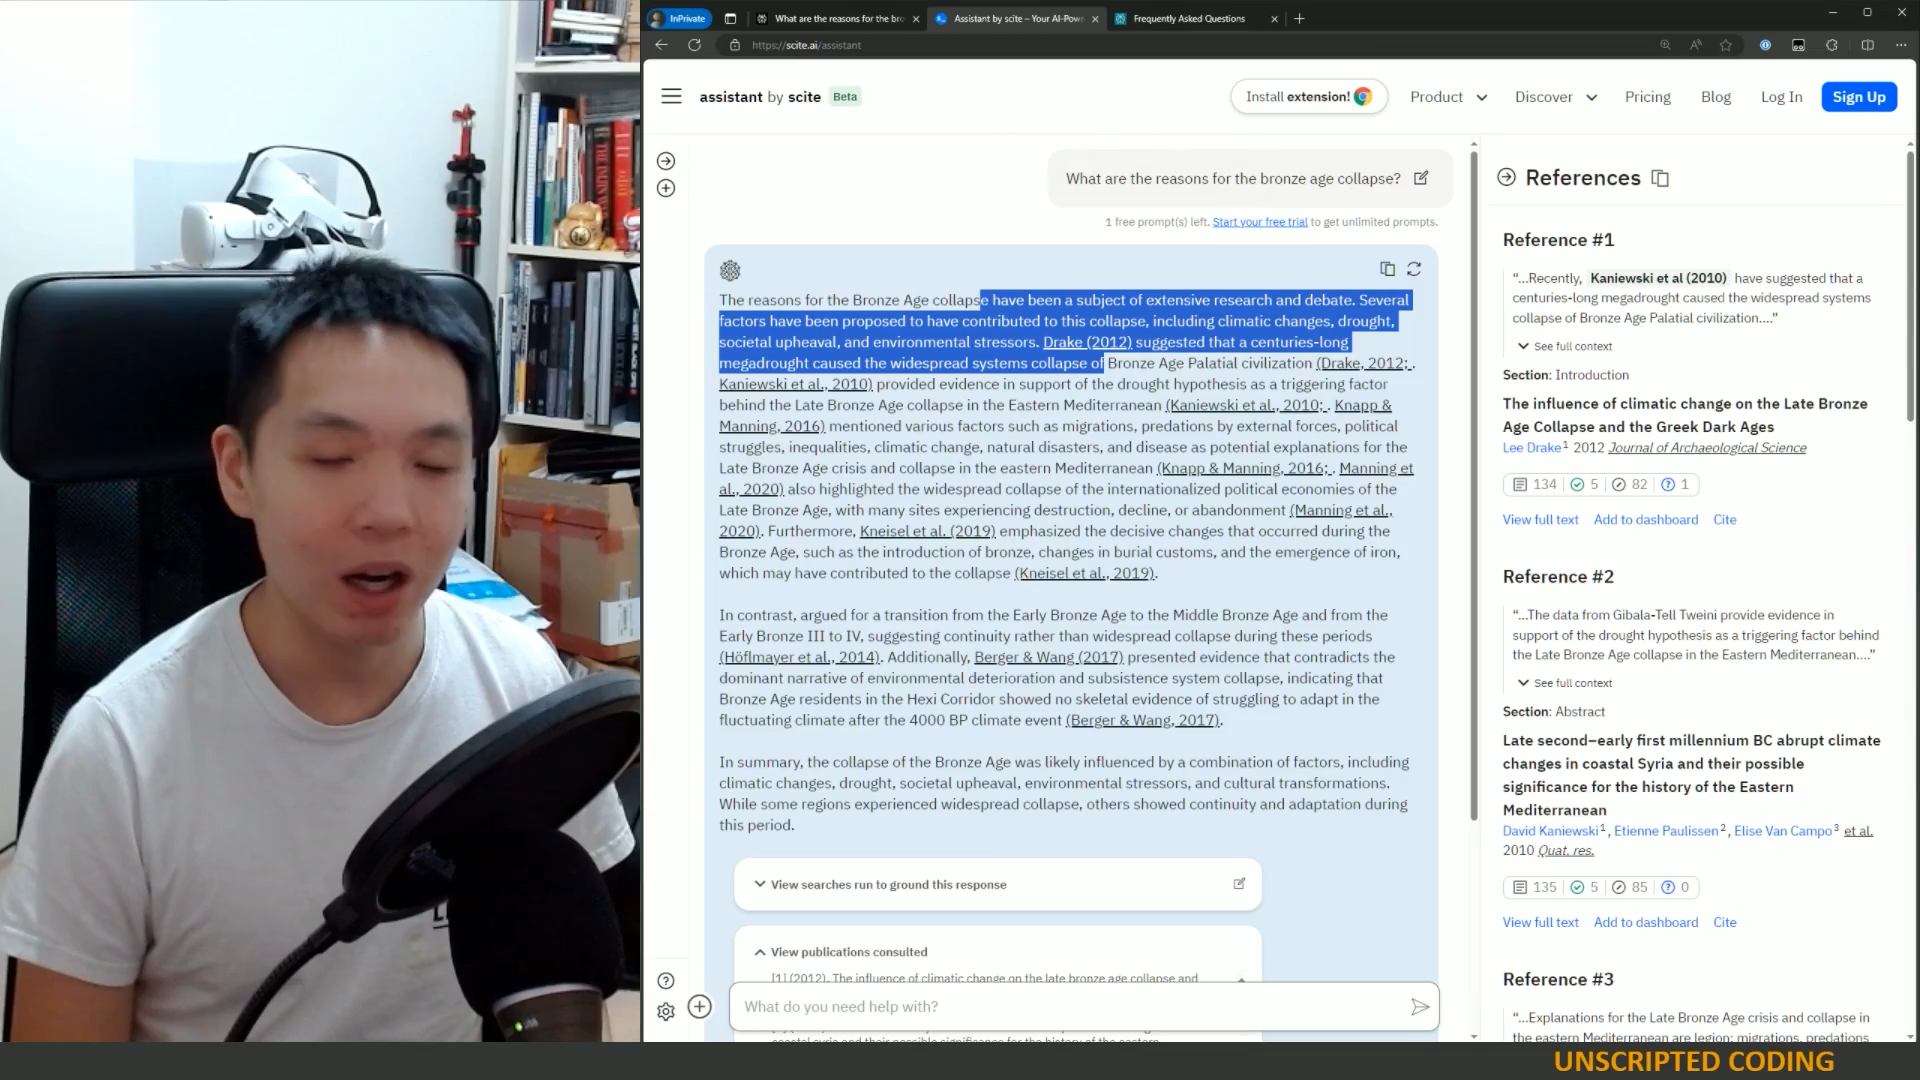 InPrivate
What are the reasons for the bro
Assistant by scite – Your AI-Pow
Frequently Asked Questions
https://scite.ai/assistant
assistant by scite Beta
Install extension!
Product
Discover
Pricing
Blog
Log In
Sign Up
What are the reasons for the bronze age collapse?
1 free prompt(s) left. Start your free trial to get unlimited prompts.
The reasons for the Bronze Age collapse have been a subject of extensive research and debate. Several
factors have been proposed to have contributed to this collapse, including climatic changes, drought,
societal upheaval, and environmental stressors. Drake (2012) suggested that a centuries-long
megadrought caused the widespread systems collapse of Bronze Age Palatial civilization (Drake, 2012; .
Kaniewski et al., 2010) provided evidence in support of the drought hypothesis as a triggering factor
behind the Late Bronze Age collapse in the Eastern Mediterranean (Kaniewski et al., 2010; . Knapp &
Manning, 2016) mentioned various factors such as migrations, predations by external forces, political
struggles, inequalities, climatic change, natural disasters, and disease as potential explanations for the
Late Bronze Age crisis and collapse in the eastern Mediterranean (Knapp & Manning, 2016; . Manning et
al., 2020) also highlighted the widespread collapse of the internationalized political economies of the
Late Bronze Age, with many sites experiencing destruction, decline, or abandonment (Manning et al.,
2020). Furthermore, Kneisel et al. (2019) emphasized the decisive changes that occurred during the
Bronze Age, such as the introduction of bronze, changes in burial customs, and the emergence of iron,
which may have contributed to the collapse (Kneisel et al., 2019).
In contrast, argued for a transition from the Early Bronze Age to the Middle Bronze Age and from the
Early Bronze III to IV, suggesting continuity rather than widespread collapse during these periods
(Höflmayer et al., 2014). Additionally, Berger & Wang (2017) presented evidence that contradicts the
dominant narrative of environmental deterioration and subsistence system collapse, indicating that
Bronze Age residents in the Hexi Corridor showed no skeletal evidence of struggling to adapt in the
fluctuating climate after the 4000 BP climate event (Berger & Wang, 2017).
In summary, the collapse of the Bronze Age was likely influenced by a combination of factors, including
climatic changes, drought, societal upheaval, environmental stressors, and cultural transformations.
While some regions experienced widespread collapse, others showed continuity and adaptation during
this period.
View searches run to ground this response
View publications consulted
[1] (2012). The influence of climatic change on the late bronze age collapse and
What do you need help with?
References
Reference #1
“...Recently, Kaniewski et al (2010) have suggested that a
centuries-long megadrought caused the widespread systems
collapse of Bronze Age Palatial civilization....”
See full context
Section: Introduction
The influence of climatic change on the Late Bronze
Age Collapse and the Greek Dark Ages
Lee Drake1 2012 Journal of Archaeological Science
134 5 82 1
View full text Add to dashboard Cite
Reference #2
“...The data from Gibala-Tell Tweini provide evidence in
support of the drought hypothesis as a triggering factor behind
the Late Bronze Age collapse in the Eastern Mediterranean....”
See full context
Section: Abstract
Late second–early first millennium BC abrupt climate
changes in coastal Syria and their possible
significance for the history of the Eastern
Mediterranean
David Kaniewski1, Etienne Paulissen2, Elise Van Campo3 et al.
2010 Quat. res.
135 5 85 0
View full text Add to dashboard Cite
Reference #3
“...Explanations for the Late Bronze Age crisis and collapse in
the eastern Mediterranean are legion: migrations, predations
UNSCRIPTED CODING